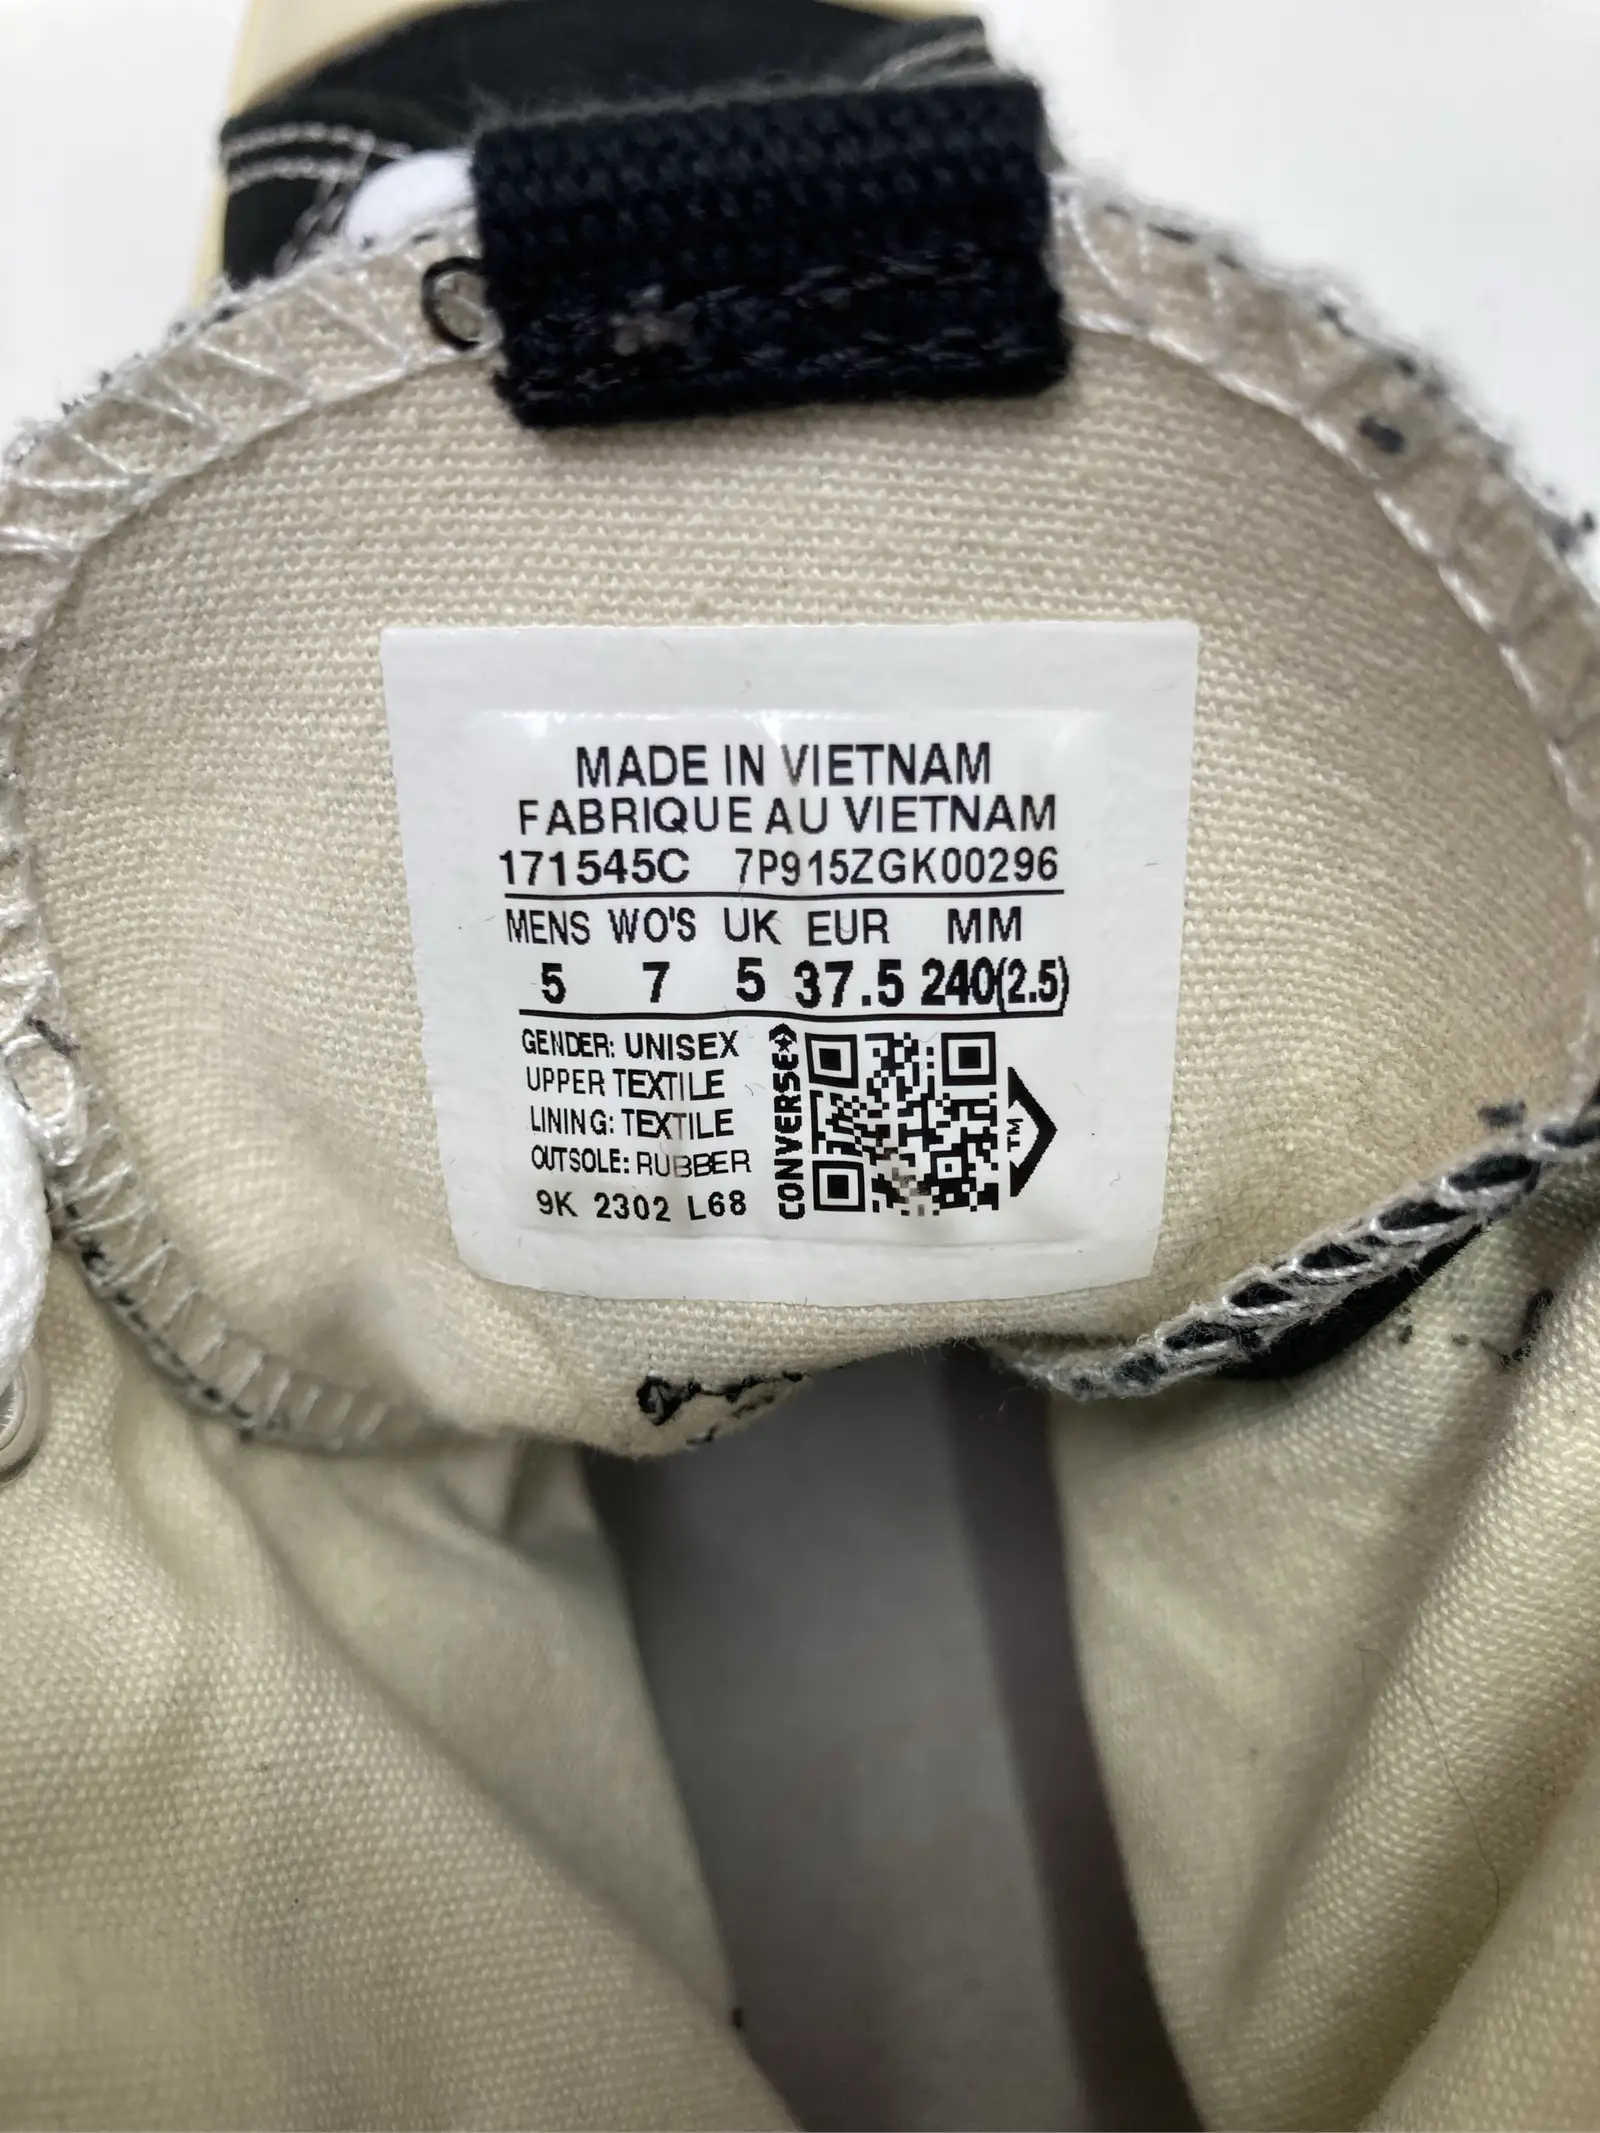 MADE IN VIETNAM
FABRIQUE AU VIETNAM
171545C 7P915ZGK00296
MENS WO'S UK EUR MM
5 7 5 37.5 240(2.5)
GENDER: UNISEX
UPPER TEXTILE
LINING: TEXTILE
OUTSOLE: RUBBER
9K 2302 L68
CONVERSE
TM